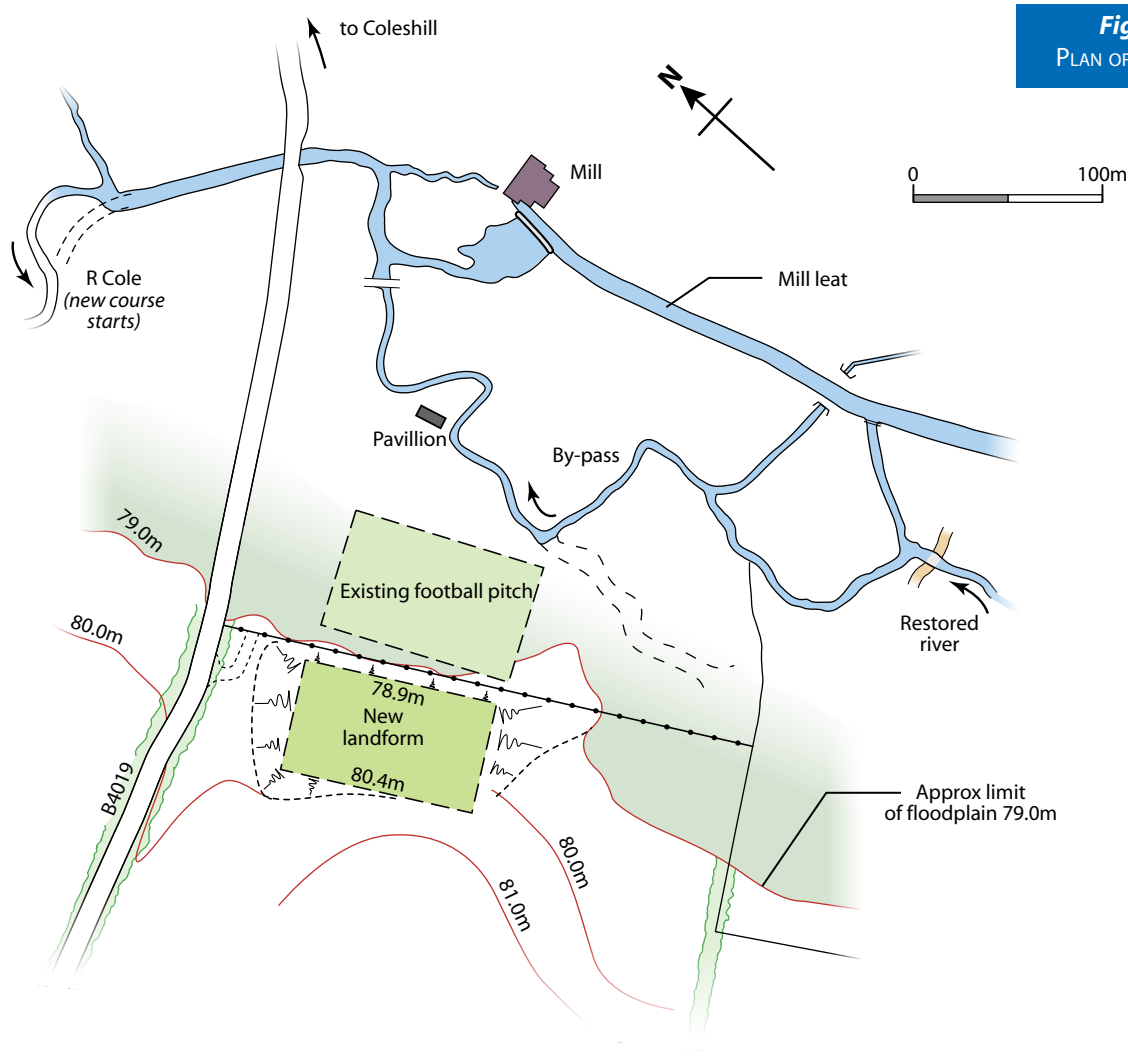 to Coleshill
Fig
PLAN OF
N
Mill
0
100m
Mill leat
R Cole
(new course
starts)
Pavillion
By-pass
79.0m
Existing football pitch
80.0m
Restored
river
78.9m
New
landform
80.4m
B4019
Approx limit
of floodplain 79.0m
80.0m
81.0m